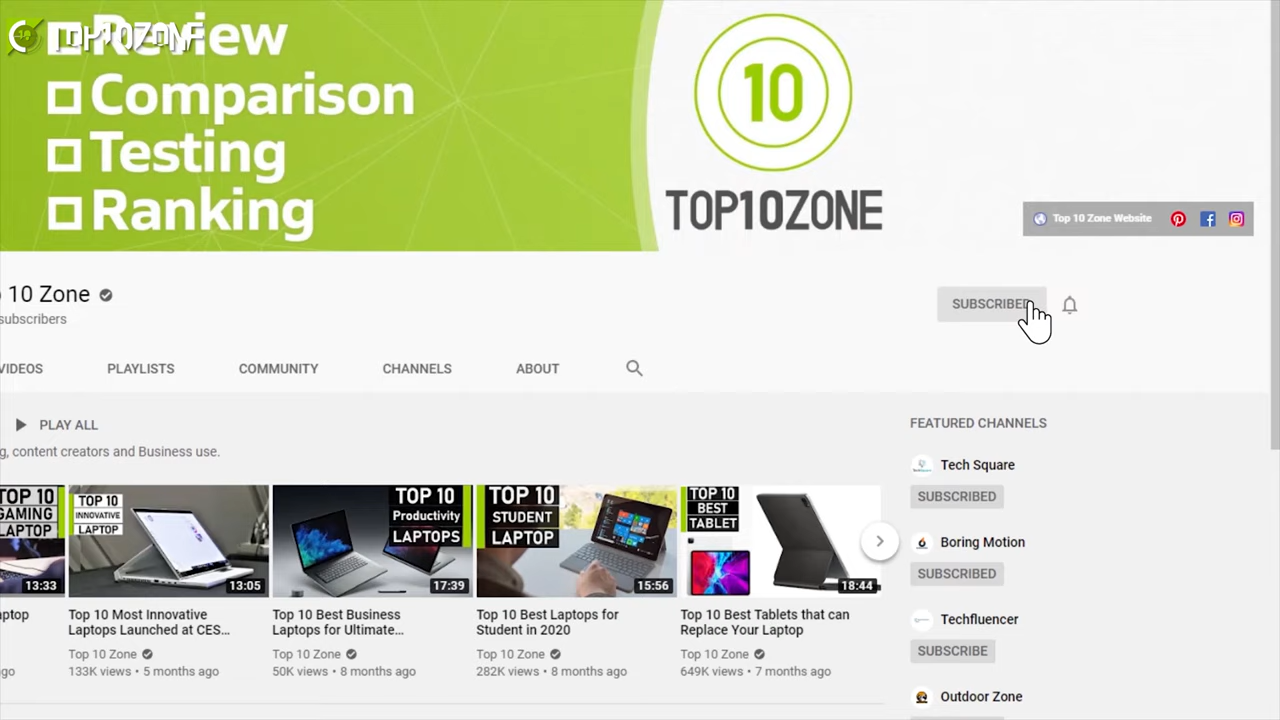 TOP10ZONE
Review
Comparison
Testing
Ranking
10
TOP10ZONE
Top 10 Zone Website
10 Zone
subscribers
SUBSCRIBED
VIDEOS
PLAYLISTS
COMMUNITY
CHANNELS
ABOUT
PLAY ALL
g, content creators and Business use.
FEATURED CHANNELS
Tech Square
SUBSCRIBED
Boring Motion
SUBSCRIBED
Techfluencer
SUBSCRIBE
Outdoor Zone
TOP 10
GAMING
LAPTOP
13:33
TOP 10
INNOVATIVE
LAPTOP
13:05
TOP 10
Productivity
LAPTOPS
17:39
TOP 10
STUDENT
LAPTOP
15:56
TOP 10
BEST
TABLET
18:44
aptop
ago
Top 10 Most Innovative
Laptops Launched at CES...
Top 10 Zone
133K views • 5 months ago
Top 10 Best Business
Laptops for Ultimate...
Top 10 Zone
50K views • 8 months ago
Top 10 Best Laptops for
Student in 2020
Top 10 Zone
282K views • 8 months ago
Top 10 Best Tablets that can
Replace Your Laptop
Top 10 Zone
649K views • 7 months ago